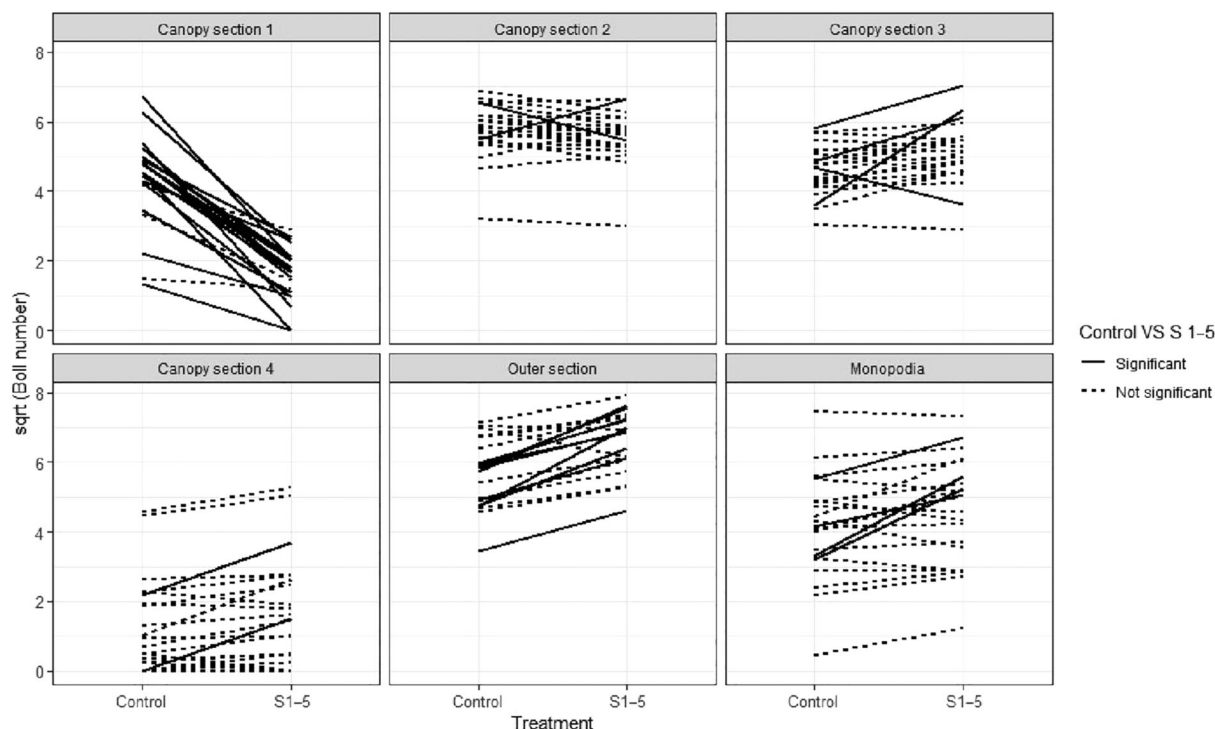 Canopy section 1 Canopy section 2 Canopy section 3
8
6
4
2
0
Canopy section 4 Outer section Monopodia
8
6
4
2
0
sqrt (Boll number)
Control S1–5 Control S1–5 Control S1–5
Treatment
Control VS S 1–5
Significant
Not significant